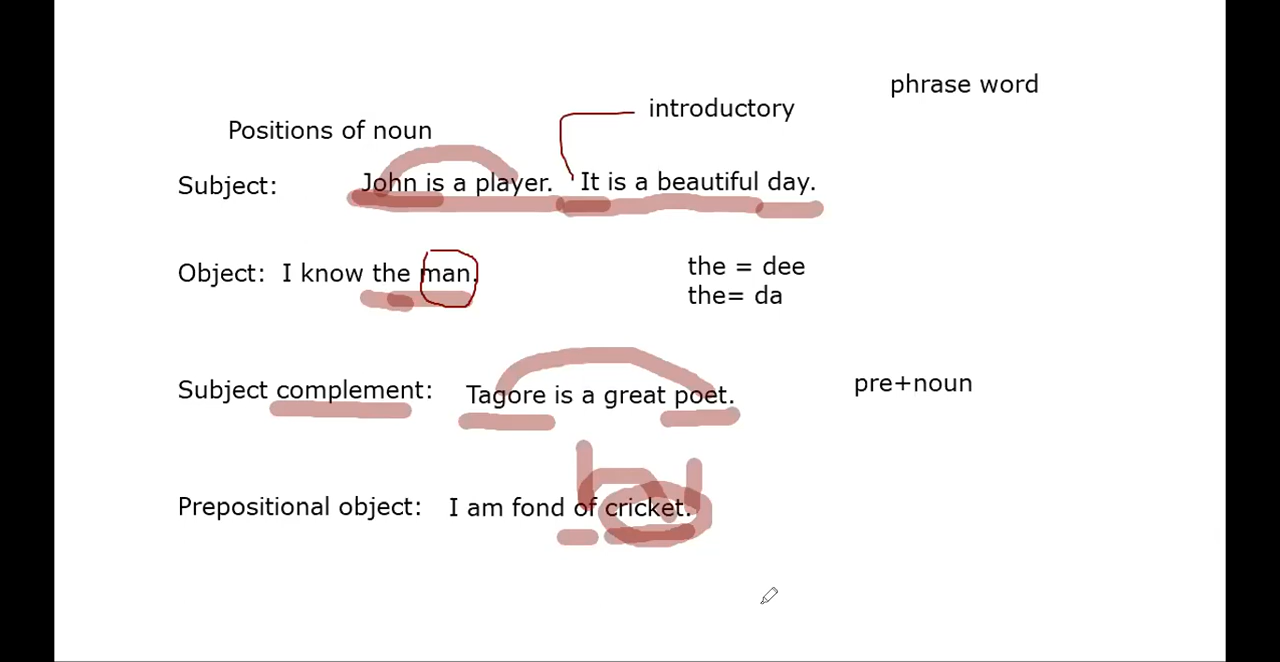 phrase word
introductory
Positions of noun
Subject: John is a player. It is a beautiful day.
Object: I know the man.
the = dee
the= da
Subject complement: Tagore is a great poet.
pre+noun
Prepositional object: I am fond of cricket.